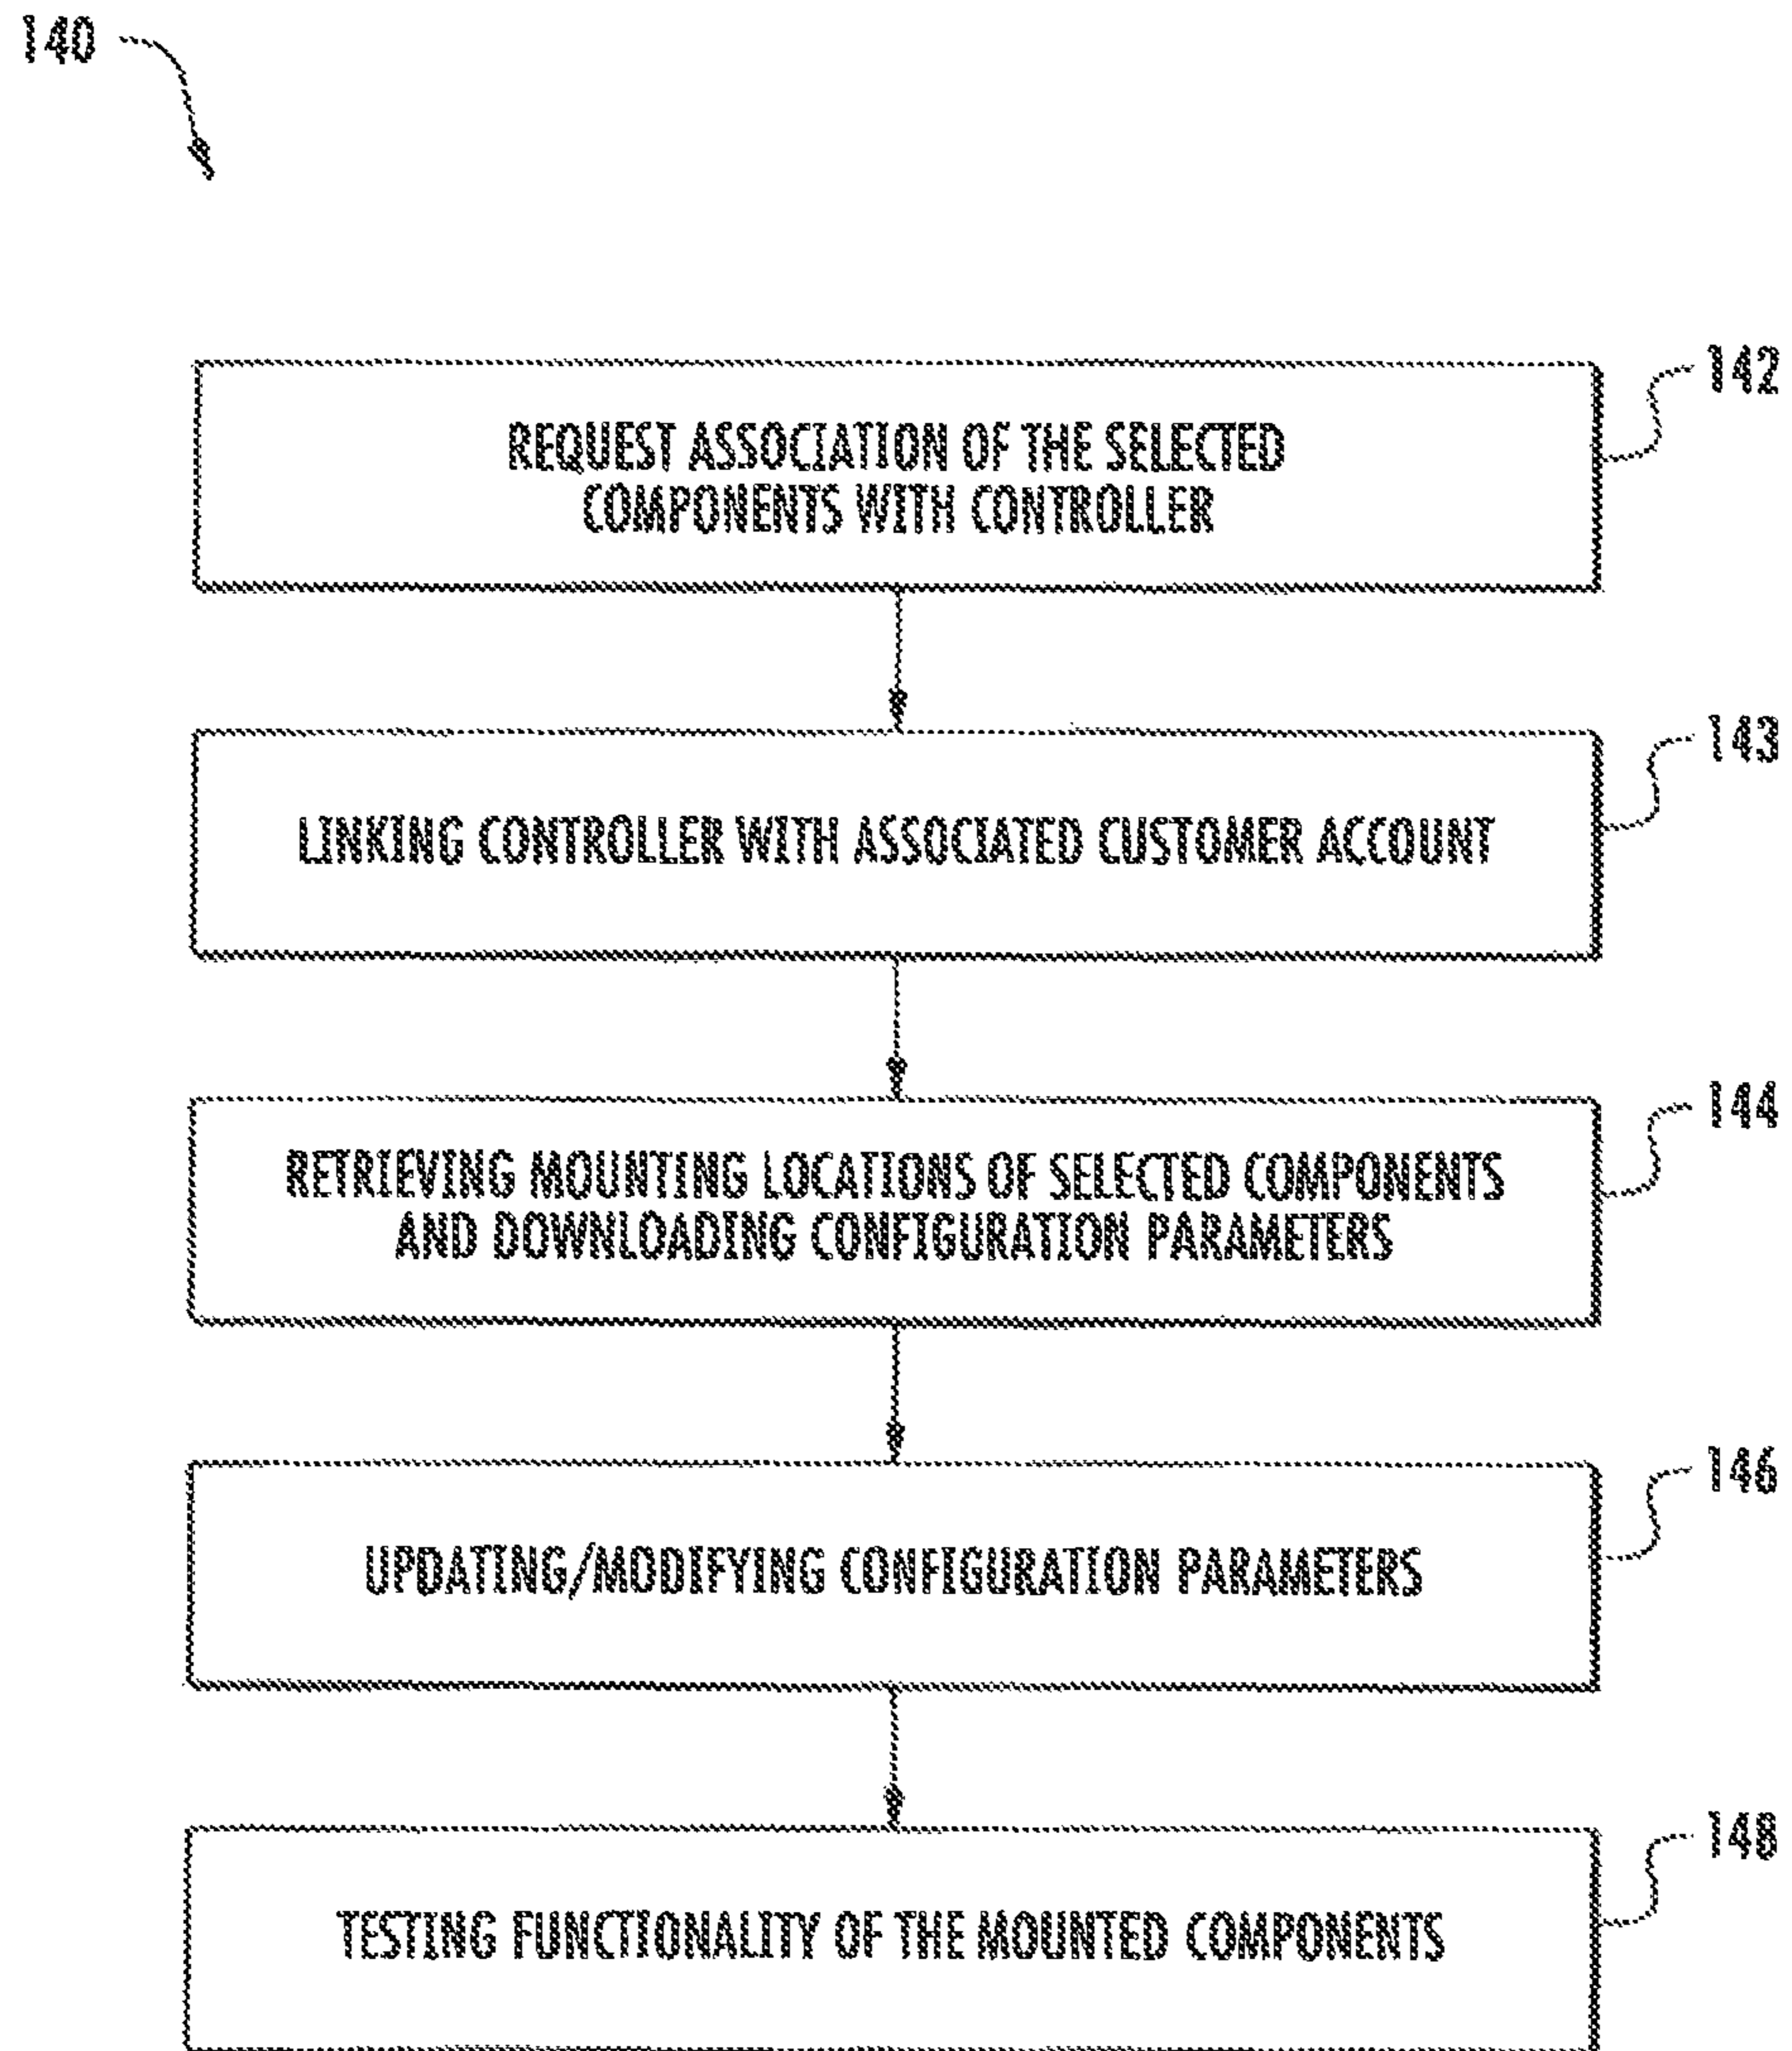 140
142
REQUEST ASSOCIATION OF THE SELECTED
COMPONENTS WITH CONTROLLER
143
LINKING CONTROLLER WITH ASSOCIATED CUSTOMER ACCOUNT
144
RETRIEVING MOUNTING LOCATIONS OF SELECTED COMPONENTS
AND DOWNLOADING CONFIGURATION PARAMETERS
146
UPDATING/MODIFYING CONFIGURATION PARAMETERS
148
TESTING FUNCTIONALITY OF THE MOUNTED COMPONENTS